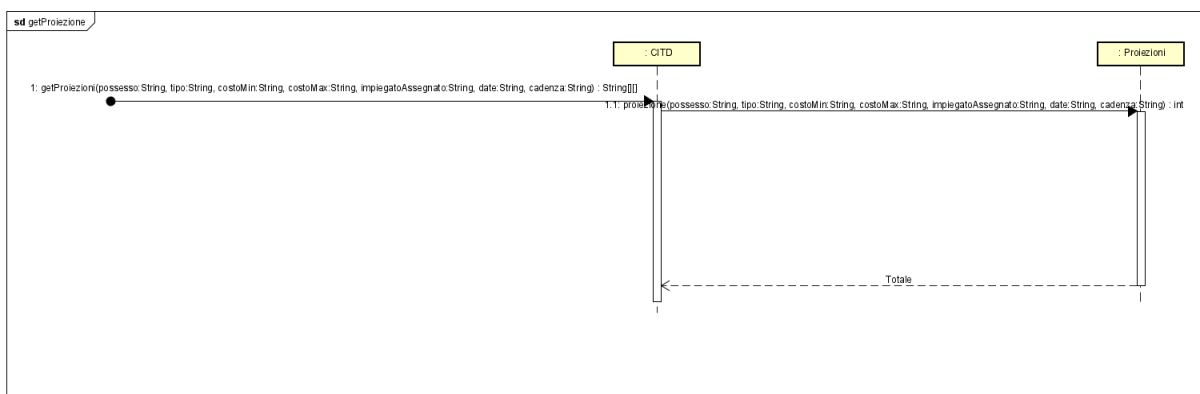 sd getProiezione
: CITD
: Proiezioni
1: getProiezioni(possesso:String, tipo:String, costoMin:String, costoMax:String, impiegatoAssegnato:String, date:String, cadenza:String) : String[][]
1.1: proiezione(possesso:String, tipo:String, costoMin:String, costoMax:String, impiegatoAssegnato:String, date:String, cadenza:String) : int
Totale